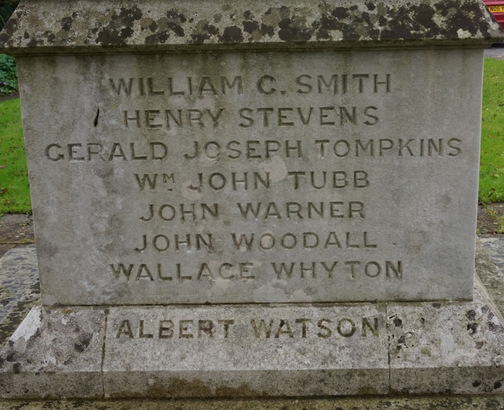 WILLIAM C. SMITH
HENRY STEVENS
GERALD JOSEPH TOMPKINS
WM JOHN TUBB
JOHN WARNER
JOHN WOODALL
WALLACE WHYTON
ALBERT WATSON